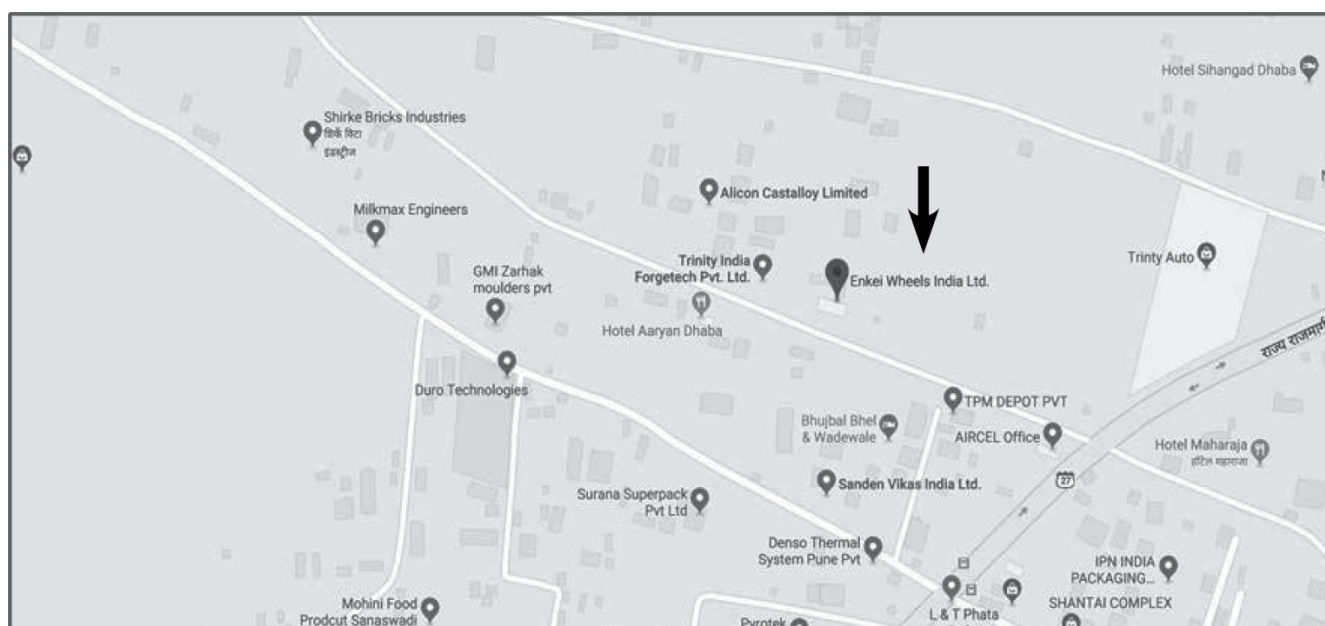 Hotel Sihangad Dhaba
Shirke Bricks Industries
शिर्के विटा
इंडस्ट्रीज
Alicon Castalloy Limited
Milkmax Engineers
Trinity India
Forgetech Pvt. Ltd.
Enkei Wheels India Ltd.
Trinty Auto
GMI Zarhak
moulders pvt
Hotel Aaryan Dhaba
राज्य राजमार्ग
Duro Technologies
TPM DEPOT PVT
Bhujbal Bhel
& Wadewale
AIRCEL Office
Hotel Maharaja
हॉटेल महाराजा
27
Sanden Vikas India Ltd.
Surana Superpack
Pvt Ltd
Denso Thermal
System Pune Pvt
IPN INDIA
PACKAGING...
Mohini Food
Prodcut Sanaswadi
L & T Phata
SHANTAI COMPLEX
Pyrotek